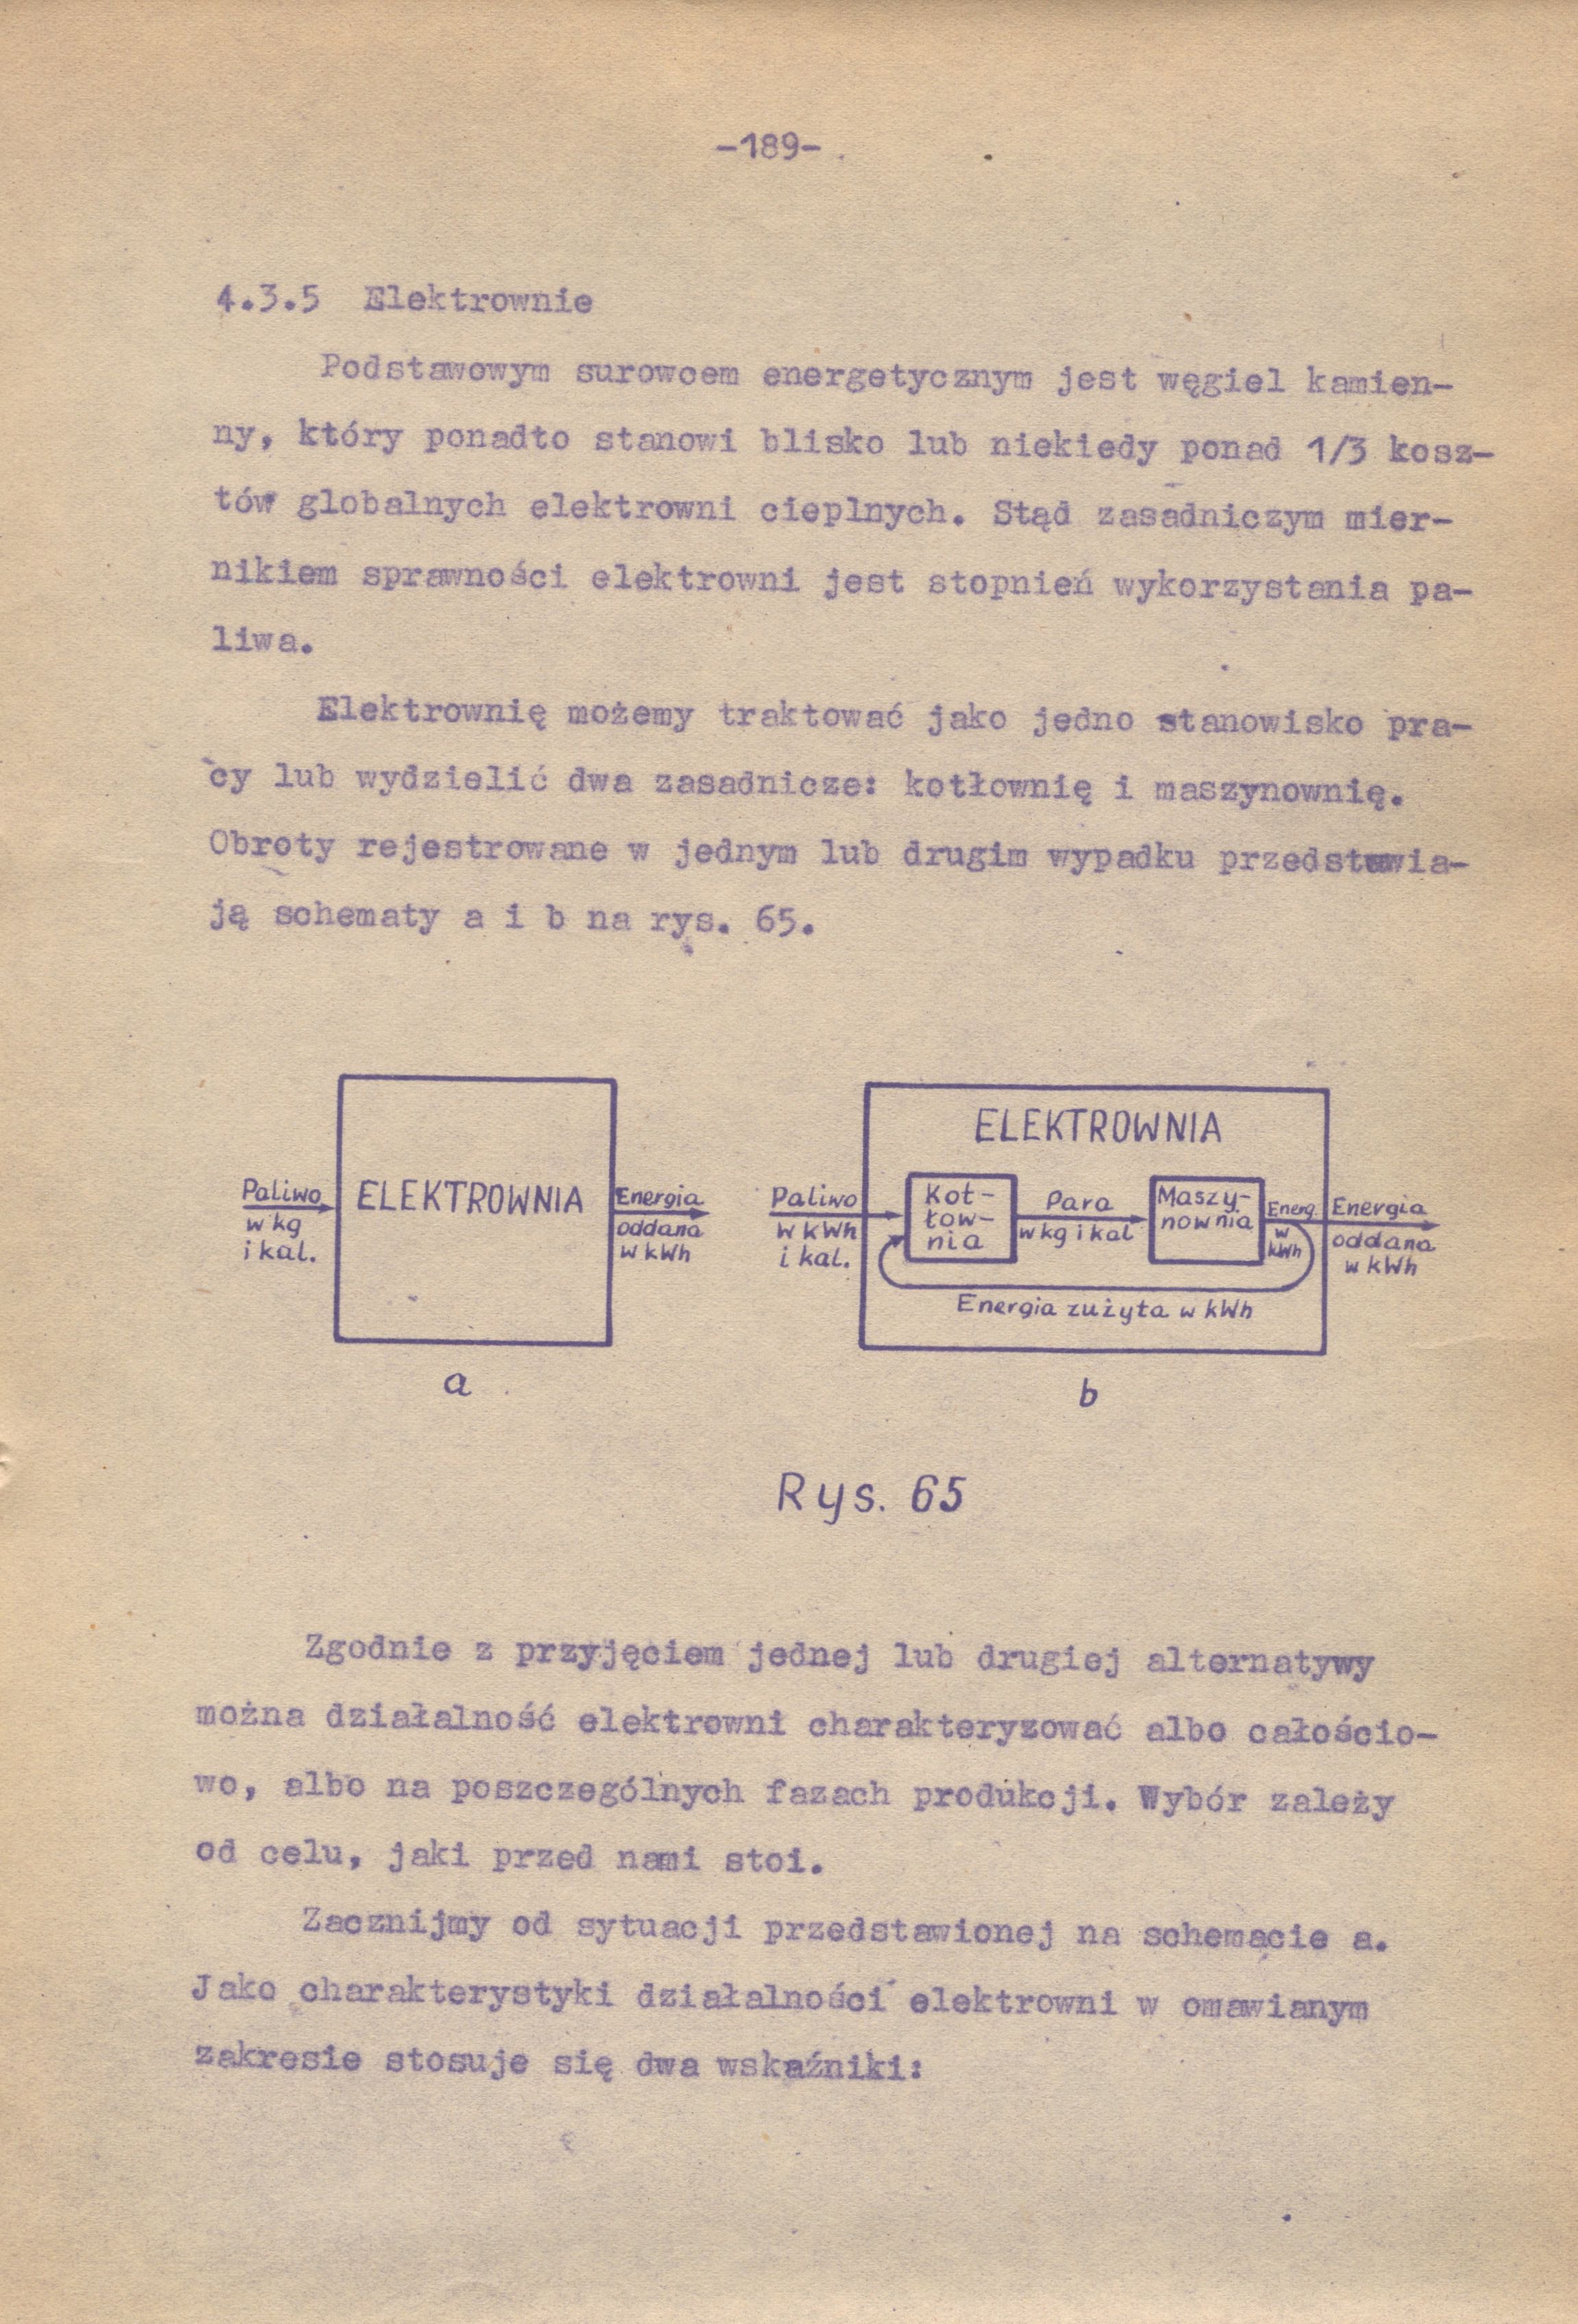 -189-
4.3.5 Elektrownie
Podstawowym surowcem energetycznym jest węgiel kamien-
ny, który ponadto stanowi blisko lub niekiedy ponad 1/3 kosz-
tów globalnych elektrowni cieplnych. Stąd zasadniczym mier-
nikiem sprawności elektrowni jest stopnień wykorzystania pa-
liwa.
Elektrownię możemy traktować jako jedno stanowisko pra-
cy lub wydzielić dwa zasadnicze: kotłownię i maszynownię.
Obroty rejestrowane w jednym lub drugim wypadku przedstawia-
ją schematy a i b na rys. 65.
Paliwo
w kg
i kal.
ELEKTROWNIA
Energia
oddana
w kWh
a
ELEKTROWNIA
Paliwo
w kWh
i kal.
Kot-
łow-
nia
Para
w kg i kal
Maszy-
nownia
Energ.
w
kWh
Energia
oddana
w kWh
Energia zużyta w kWh
b
Rys. 65
Zgodnie z przyjęciem jednej lub drugiej alternatywy
można działalność elektrowni charakteryzować albo całościo-
wo, albo na poszczególnych fazach produkcji. Wybór zależy
od celu, jaki przed nami stoi.
Zacznijmy od sytuacji przedstawionej na schemacie a.
Jako charakterystyki działalności elektrowni w omawianym
zakresie stosuje się dwa wskaźniki: